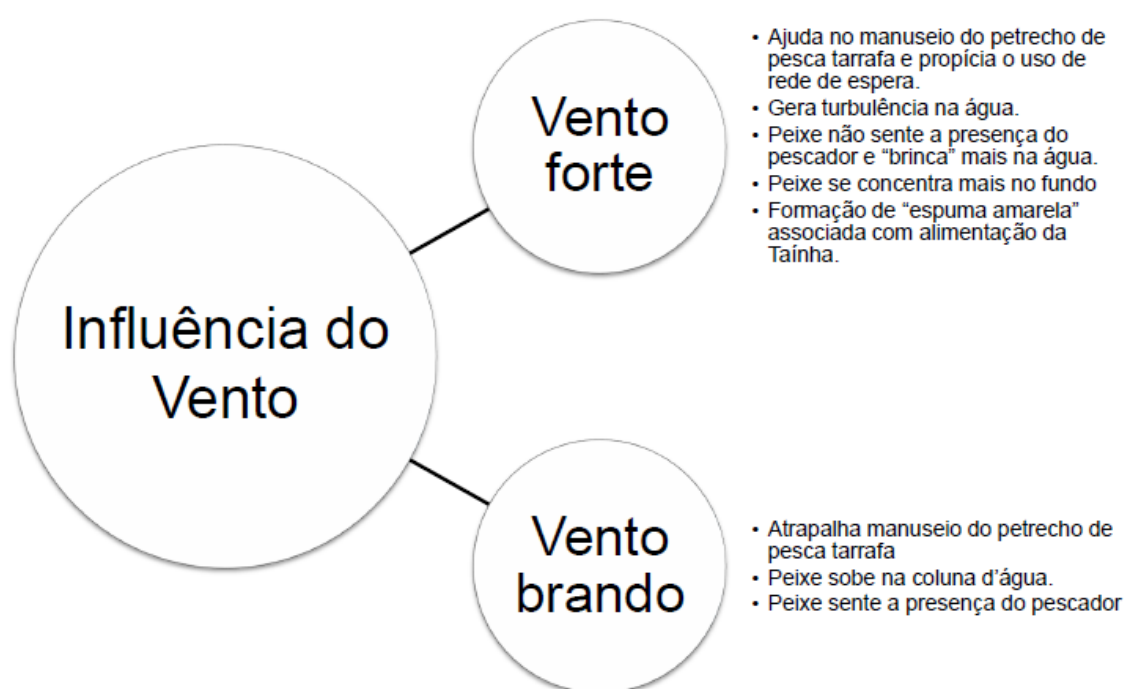 Influência do
Vento
Vento
forte
• Ajuda no manuseio do petrecho de
pesca tarrafa e propícia o uso de
rede de espera.
• Gera turbulência na água.
• Peixe não sente a presença do
pescador e “brinca” mais na água.
• Peixe se concentra mais no fundo
• Formação de “espuma amarela”
associada com alimentação da
Taínha.
Vento
brando
• Atrapalha manuseio do petrecho de
pesca tarrafa
• Peixe sobe na coluna d’água.
• Peixe sente a presença do pescador